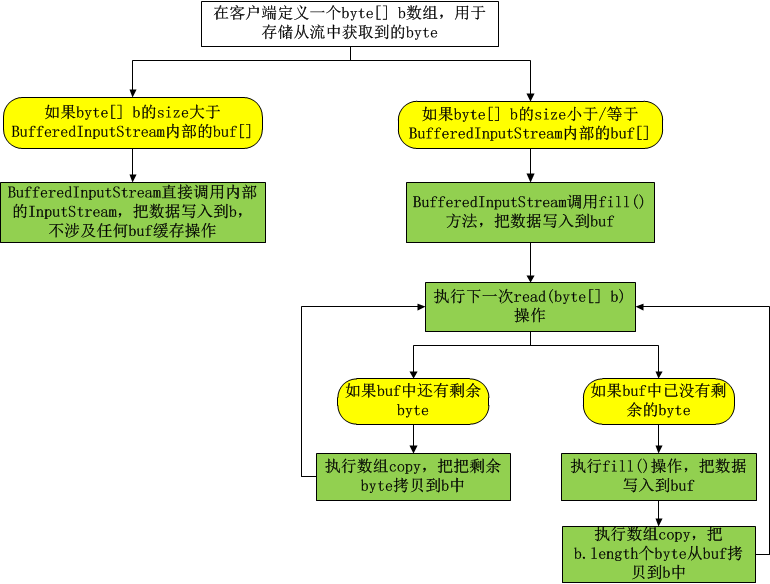 在客户端定义一个byte[] b数组，用于
存储从流中获取到的byte
如果byte[] b的size大于
BufferedInputStream内部的buf[]
如果byte[] b的size小于/等于
BufferedInputStream内部的buf[]
BufferedInputStream直接调用内部
的InputStream，把数据写入到b，
不涉及任何buf缓存操作
BufferedInputStream调用fill()
方法，把数据写入到buf
执行下一次read(byte[] b)
操作
如果buf中还有剩余
byte
如果buf中已没有剩
余的byte
执行数组copy，把把剩余
byte拷贝到b中
执行fill()操作，把数据
写入到buf
执行数组copy，把
b.length个byte从buf拷
贝到b中